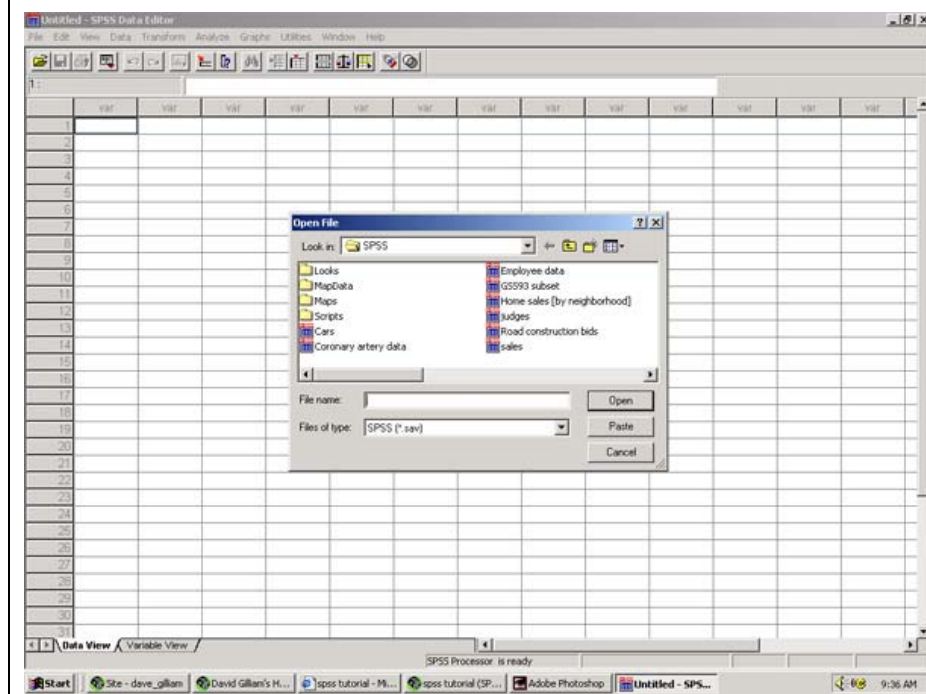 Untitled - SPSS Data Editor
File Edit View Data Transform Analyze Graphs Utilities Window Help
1 :
var var var var var var var var var var var var var
1
2
3
4
5
6
7
8
9
10
11
12
13
14
15
16
17
18
19
20
21
22
23
24
25
26
27
28
29
30
31
Open File
Look in: SPSS
Looks
MapData
Maps
Scripts
Cars
Coronary artery data
Employee data
GSS93 subset
Home sales [by neighborhood]
judges
Road construction bids
sales
File name:
Open
Files of type: SPSS (*.sav)
Paste
Cancel
Data View Variable View
SPSS Processor is ready
Start Site - dave_gilliam David Gilliam's H... spss tutorial - Mi... spss tutorial (SP... Adobe Photoshop Untitled - SPS... 9:36 AM